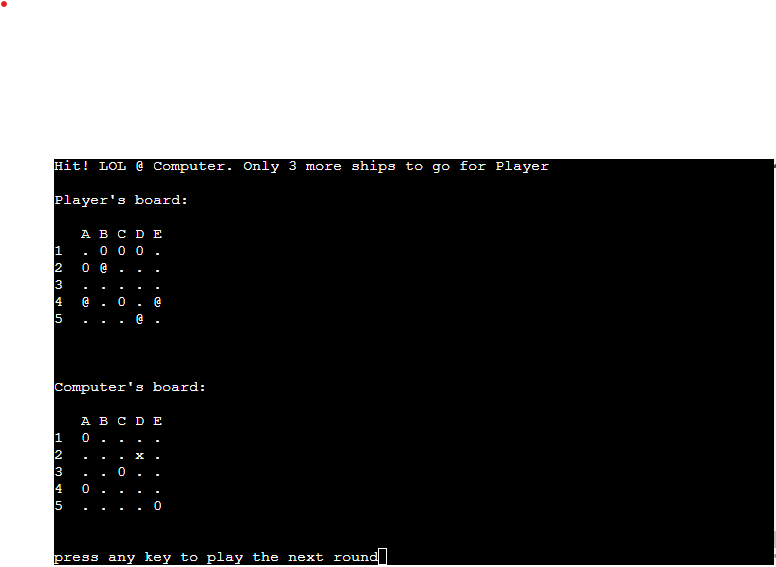 Hit! LOL @ Computer. Only 3 more ships to go for Player
Player's board:
A B C D E
1 . 0 0 0 .
2 0 @ . . .
3 . . . . .
4 @ . 0 . @
5 . . . @ .
Computer's board:
A B C D E
1 0 . . . .
2 . . . x .
3 . . 0 . .
4 0 . . . .
5 . . . . 0
press any key to play the next round